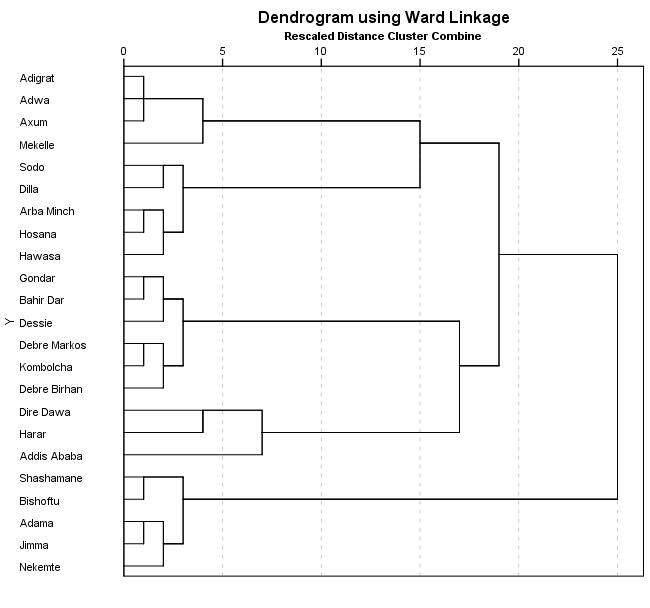 Dendrogram using Ward Linkage
Rescaled Distance Cluster Combine
0 5 10 15 20 25
Adigrat
Adwa
Axum
Mekelle
Sodo
Dilla
Arba Minch
Hosana
Hawasa
Gondar
Bahir Dar
Y
Dessie
Debre Markos
Kombolcha
Debre Birhan
Dire Dawa
Harar
Addis Ababa
Shashamane
Bishoftu
Adama
Jimma
Nekemte